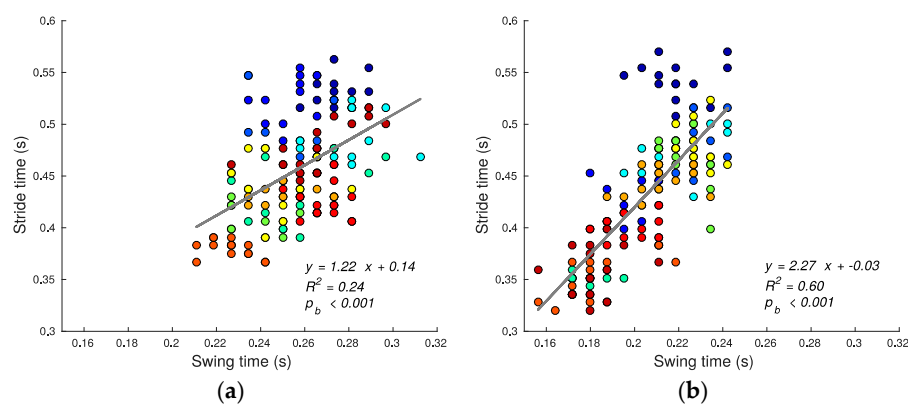 0.6
0.55
0.5
0.45
0.4
0.35
0.3
Stride time (s)
0.16 0.18 0.2 0.22 0.24 0.26 0.28 0.3 0.32
Swing time (s)
y = 1.22 x + 0.14
R² = 0.24
p_b < 0.001
(a)
0.6
0.55
0.5
0.45
0.4
0.35
0.3
Stride time (s)
0.16 0.18 0.2 0.22 0.24 0.26 0.28 0.3 0.32
Swing time (s)
y = 2.27 x + -0.03
R² = 0.60
p_b < 0.001
(b)